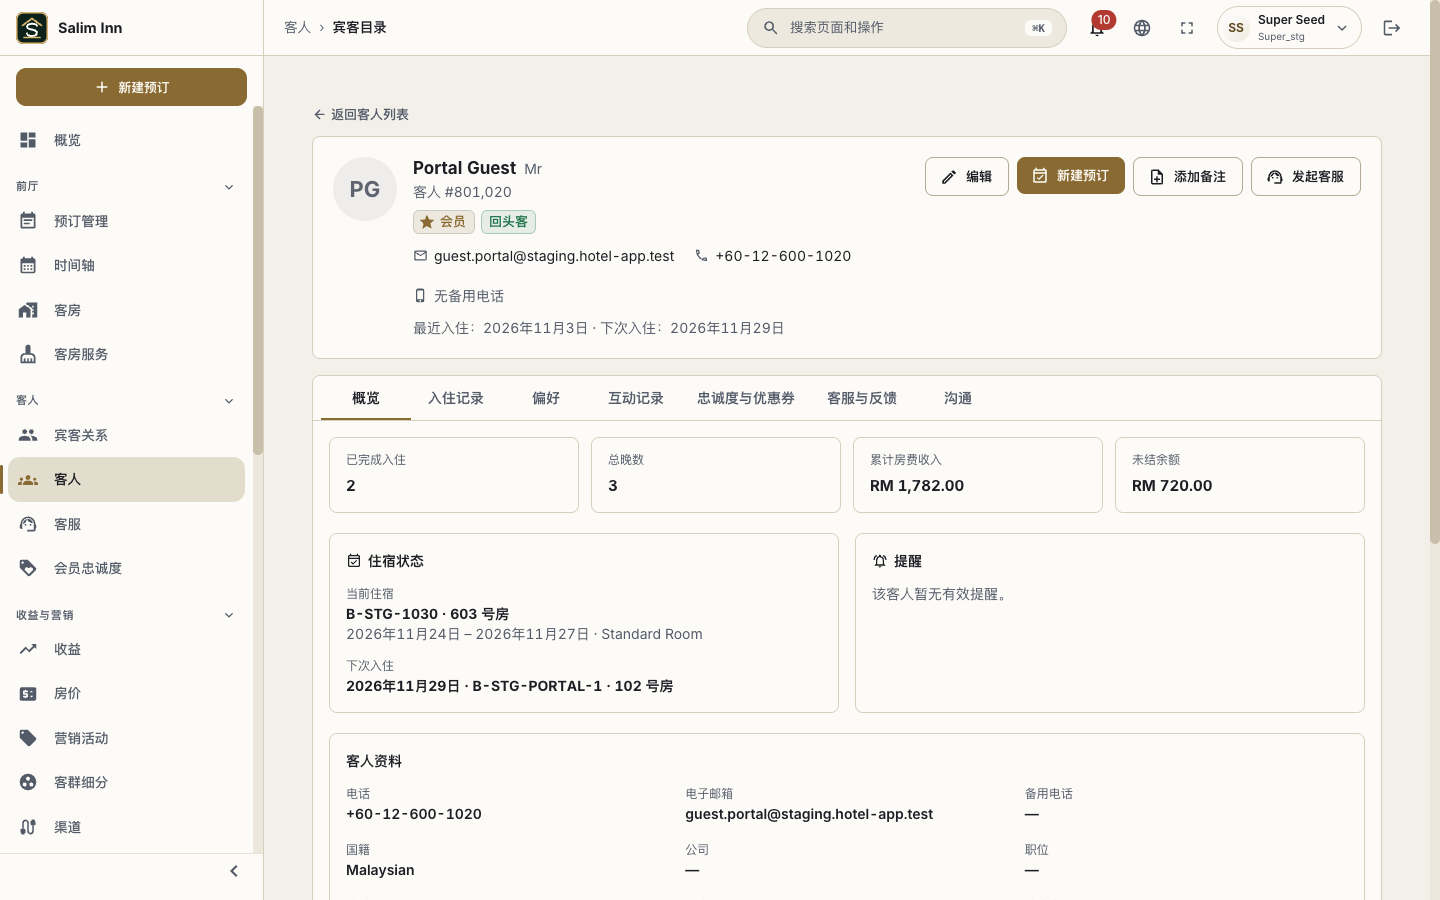 Salim Inn
客人 › 宾客目录
搜索页面和操作
⌘K
10
SS
Super Seed
Super_stg
新建预订
概览
前厅
预订管理
时间轴
客房
客房服务
客人
宾客关系
客人
客服
会员忠诚度
收益与营销
收益
房价
营销活动
客群细分
渠道
返回客人列表
PG
Portal Guest Mr
客人 #801,020
会员 回头客
guest.portal@staging.hotel-app.test +60-12-600-1020
无备用电话
最近入住：2026年11月3日 · 下次入住：2026年11月29日
编辑 新建预订 添加备注 发起客服
概览 入住记录 偏好 互动记录 忠诚度与优惠券 客服与反馈 沟通
已完成入住
2
总晚数
3
累计房费收入
RM 1,782.00
未结余额
RM 720.00
住宿状态
当前住宿
B-STG-1030 · 603 号房
2026年11月24日 – 2026年11月27日 · Standard Room
下次入住
2026年11月29日 · B-STG-PORTAL-1 · 102 号房
提醒
该客人暂无有效提醒。
客人资料
电话
+60-12-600-1020
电子邮箱
guest.portal@staging.hotel-app.test
备用电话
—
国籍
Malaysian
公司
—
职位
—